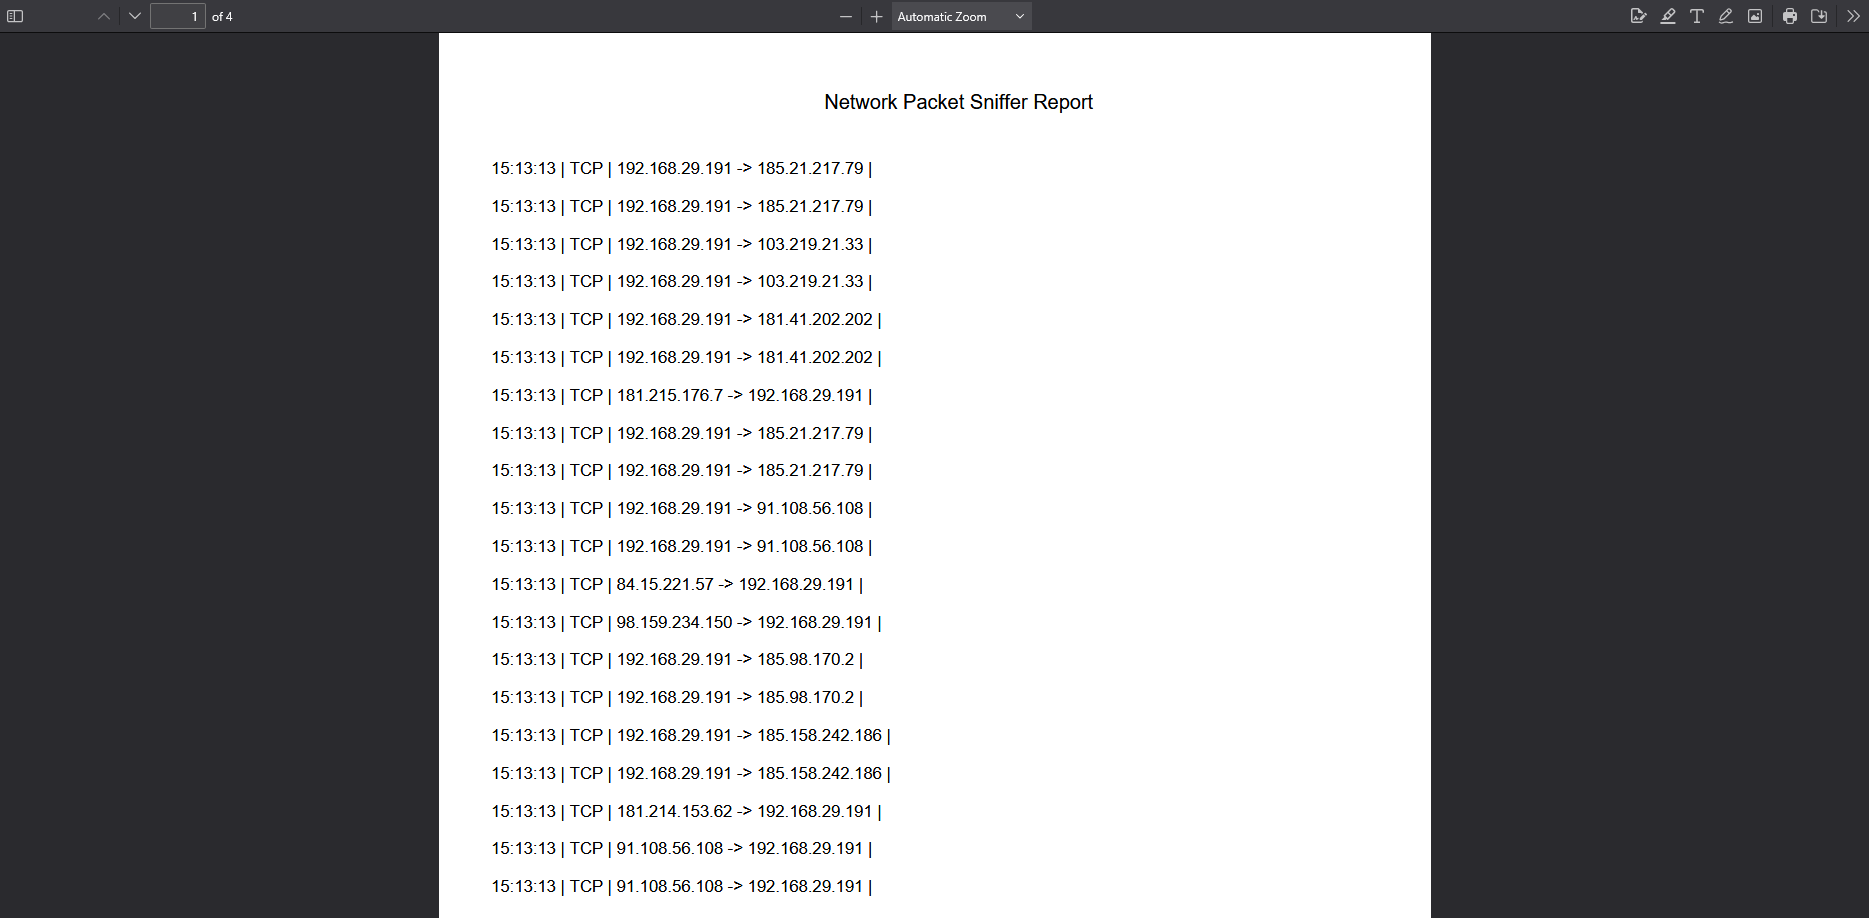 1 of 4 Automatic Zoom
Network Packet Sniffer Report
15:13:13 | TCP | 192.168.29.191 -> 185.21.217.79 |
15:13:13 | TCP | 192.168.29.191 -> 185.21.217.79 |
15:13:13 | TCP | 192.168.29.191 -> 103.219.21.33 |
15:13:13 | TCP | 192.168.29.191 -> 103.219.21.33 |
15:13:13 | TCP | 192.168.29.191 -> 181.41.202.202 |
15:13:13 | TCP | 192.168.29.191 -> 181.41.202.202 |
15:13:13 | TCP | 181.215.176.7 -> 192.168.29.191 |
15:13:13 | TCP | 192.168.29.191 -> 185.21.217.79 |
15:13:13 | TCP | 192.168.29.191 -> 185.21.217.79 |
15:13:13 | TCP | 192.168.29.191 -> 91.108.56.108 |
15:13:13 | TCP | 192.168.29.191 -> 91.108.56.108 |
15:13:13 | TCP | 84.15.221.57 -> 192.168.29.191 |
15:13:13 | TCP | 98.159.234.150 -> 192.168.29.191 |
15:13:13 | TCP | 192.168.29.191 -> 185.98.170.2 |
15:13:13 | TCP | 192.168.29.191 -> 185.98.170.2 |
15:13:13 | TCP | 192.168.29.191 -> 185.158.242.186 |
15:13:13 | TCP | 192.168.29.191 -> 185.158.242.186 |
15:13:13 | TCP | 181.214.153.62 -> 192.168.29.191 |
15:13:13 | TCP | 91.108.56.108 -> 192.168.29.191 |
15:13:13 | TCP | 91.108.56.108 -> 192.168.29.191 |